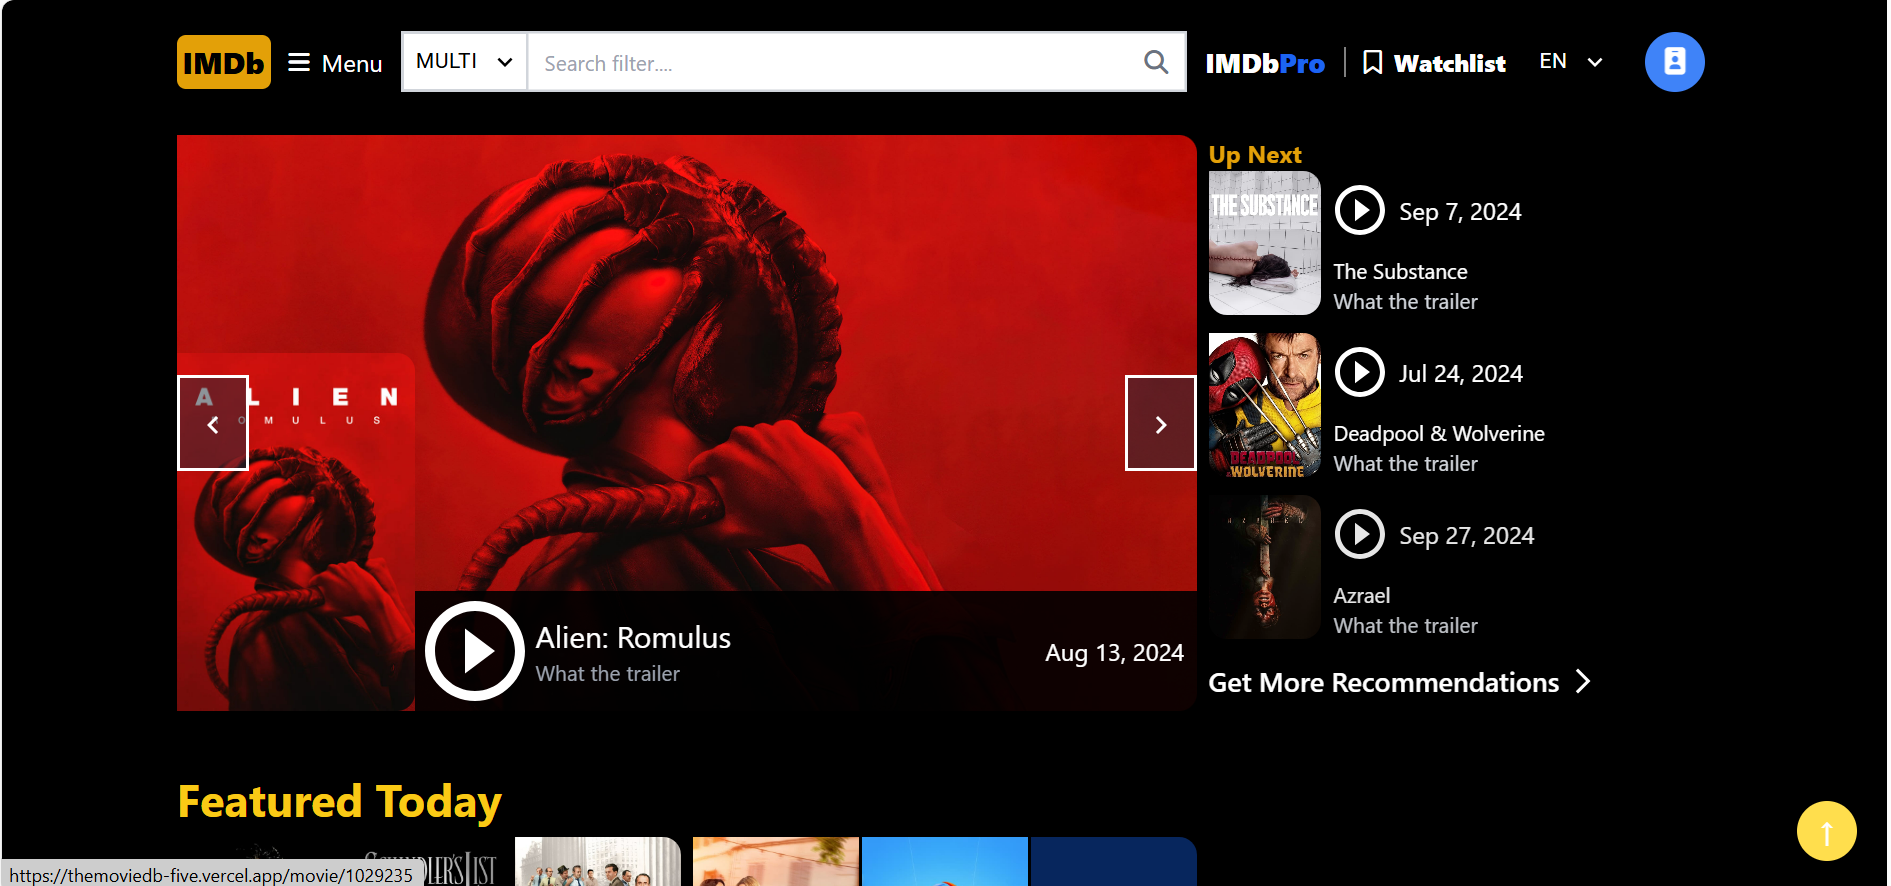 IMDb
Menu
MULTI
Search filter....
IMDbPro
Watchlist
EN
ALIEN
ROMULUS
Alien: Romulus
What the trailer
Aug 13, 2024
Up Next
THE SUBSTANCE
Sep 7, 2024
The Substance
What the trailer
DEADPOOL
WOLVERINE
Jul 24, 2024
Deadpool & Wolverine
What the trailer
AZRAEL
Sep 27, 2024
Azrael
What the trailer
Get More Recommendations
Featured Today
SCHINDLER'S LIST
https://themoviedb-five.vercel.app/movie/1029235